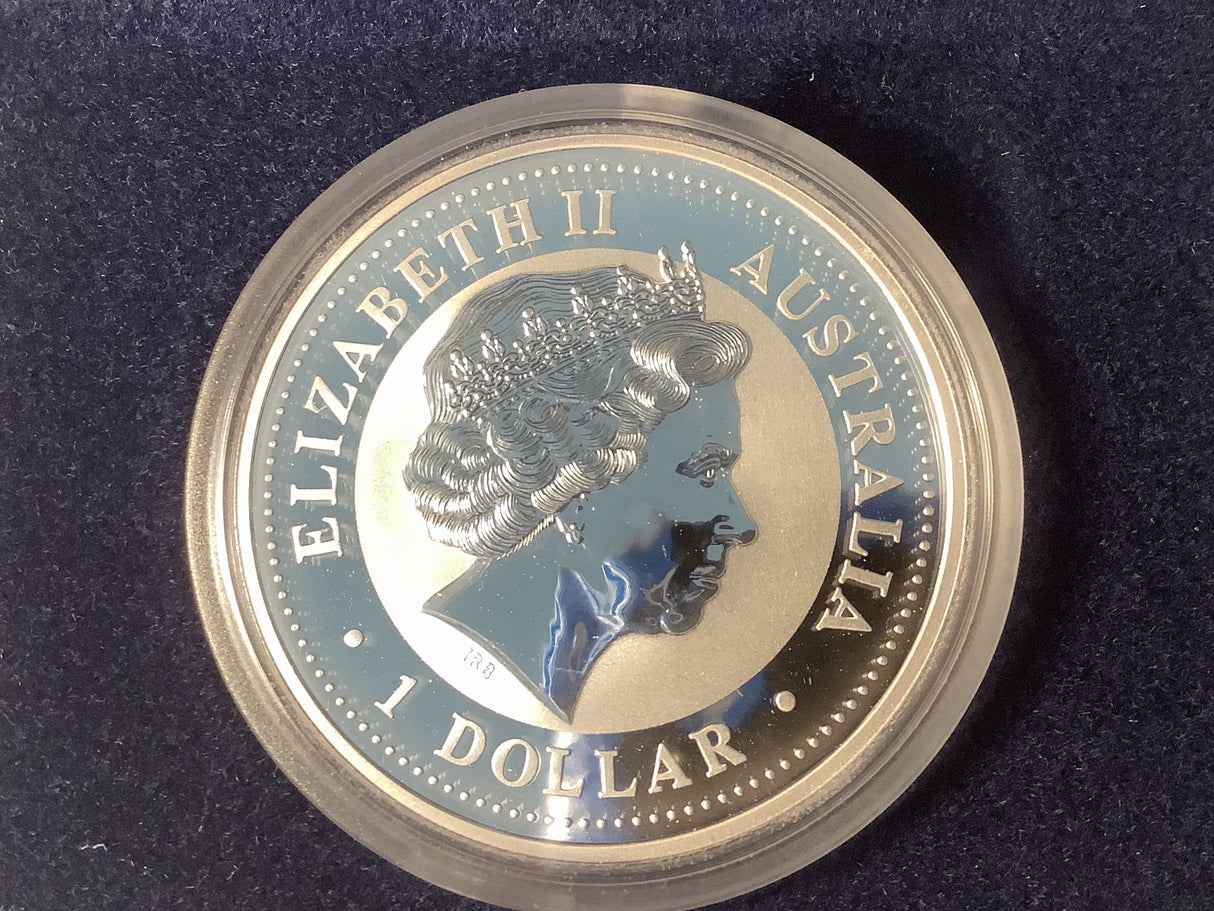 ELIZABETH II AUSTRALIA
IRB
• 1 DOLLAR •